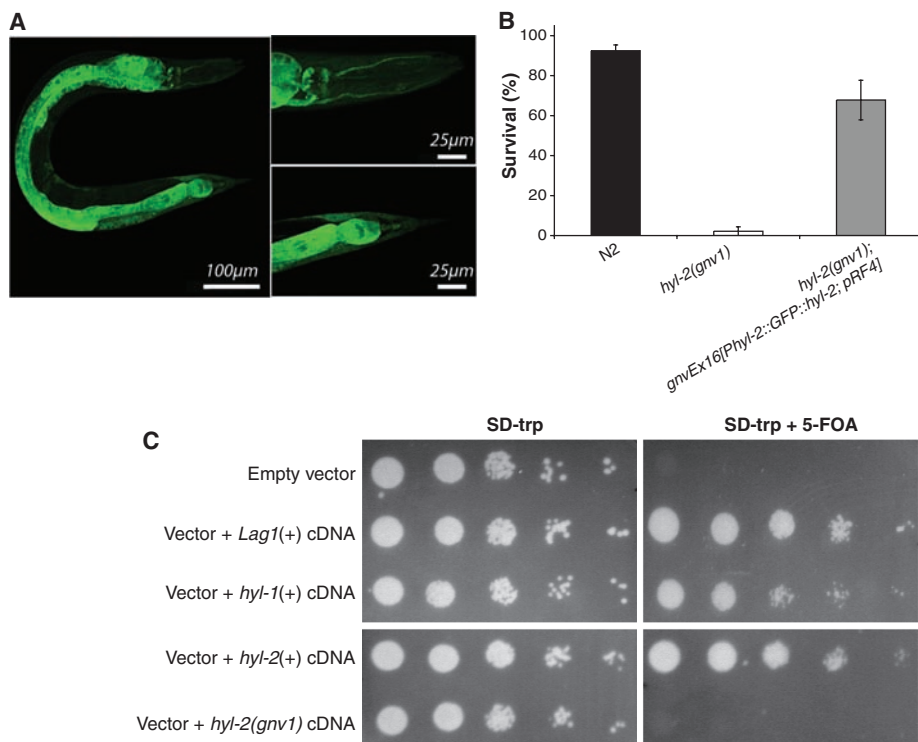 A
100µm
25µm
25µm
B
Survival (%)
100
80
60
40
20
0
N2
hyl-2(gnv1)
hyl-2(gnv1);
gnvEx16[Phyl-2::GFP::hyl-2; pRF4]
C
SD-trp
SD-trp + 5-FOA
Empty vector
Vector + Lag1(+) cDNA
Vector + hyl-1(+) cDNA
Vector + hyl-2(+) cDNA
Vector + hyl-2(gnv1) cDNA